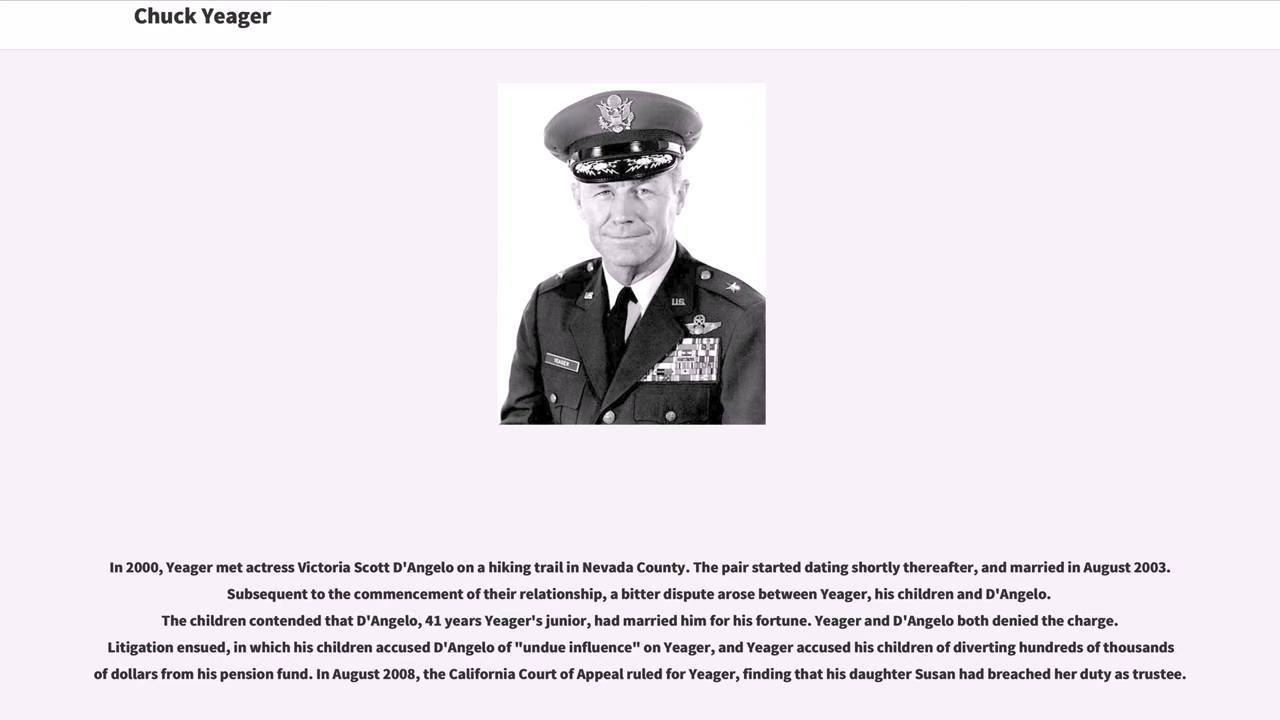 Chuck Yeager
U.S.
YEAGER
In 2000, Yeager met actress Victoria Scott D'Angelo on a hiking trail in Nevada County. The pair started dating shortly thereafter, and married in August 2003.
Subsequent to the commencement of their relationship, a bitter dispute arose between Yeager, his children and D'Angelo.
The children contended that D'Angelo, 41 years Yeager's junior, had married him for his fortune. Yeager and D'Angelo both denied the charge.
Litigation ensued, in which his children accused D'Angelo of "undue influence" on Yeager, and Yeager accused his children of diverting hundreds of thousands
of dollars from his pension fund. In August 2008, the California Court of Appeal ruled for Yeager, finding that his daughter Susan had breached her duty as trustee.